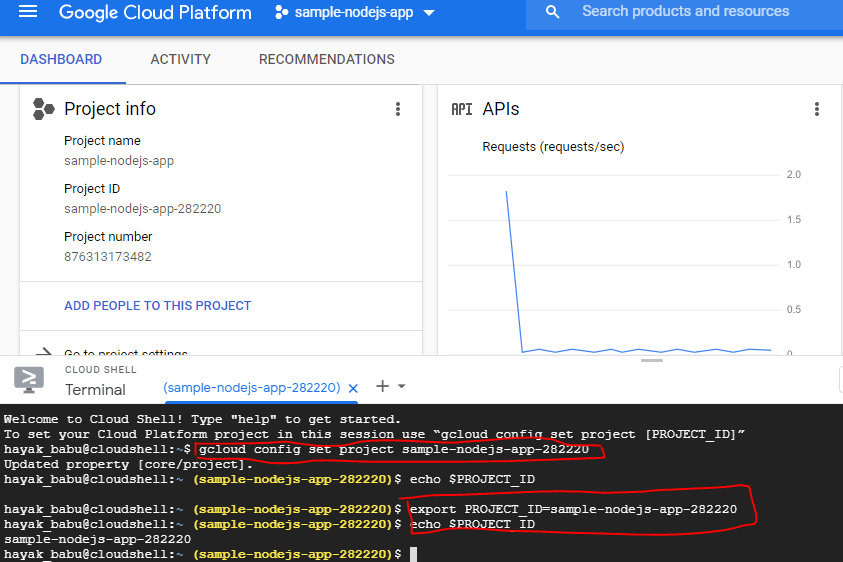 Google Cloud Platform
sample-nodejs-app
Search products and resources
DASHBOARD
ACTIVITY
RECOMMENDATIONS
Project info
Project name
sample-nodejs-app
Project ID
sample-nodejs-app-282220
Project number
876313173482
ADD PEOPLE TO THIS PROJECT
Go to project settings
API APIs
Requests (requests/sec)
2.0
1.5
1.0
0.5
0
CLOUD SHELL
Terminal
(sample-nodejs-app-282220)
Welcome to Cloud Shell! Type "help" to get started.
To set your Cloud Platform project in this session use “gcloud config set project [PROJECT_ID]”
hayak_babu@cloudshell:~$ gcloud config set project sample-nodejs-app-282220
Updated property [core/project].
hayak_babu@cloudshell:~ (sample-nodejs-app-282220)$ echo $PROJECT_ID
hayak_babu@cloudshell:~ (sample-nodejs-app-282220)$ export PROJECT_ID=sample-nodejs-app-282220
hayak_babu@cloudshell:~ (sample-nodejs-app-282220)$ echo $PROJECT_ID
sample-nodejs-app-282220
hayak_babu@cloudshell:~ (sample-nodejs-app-282220)$